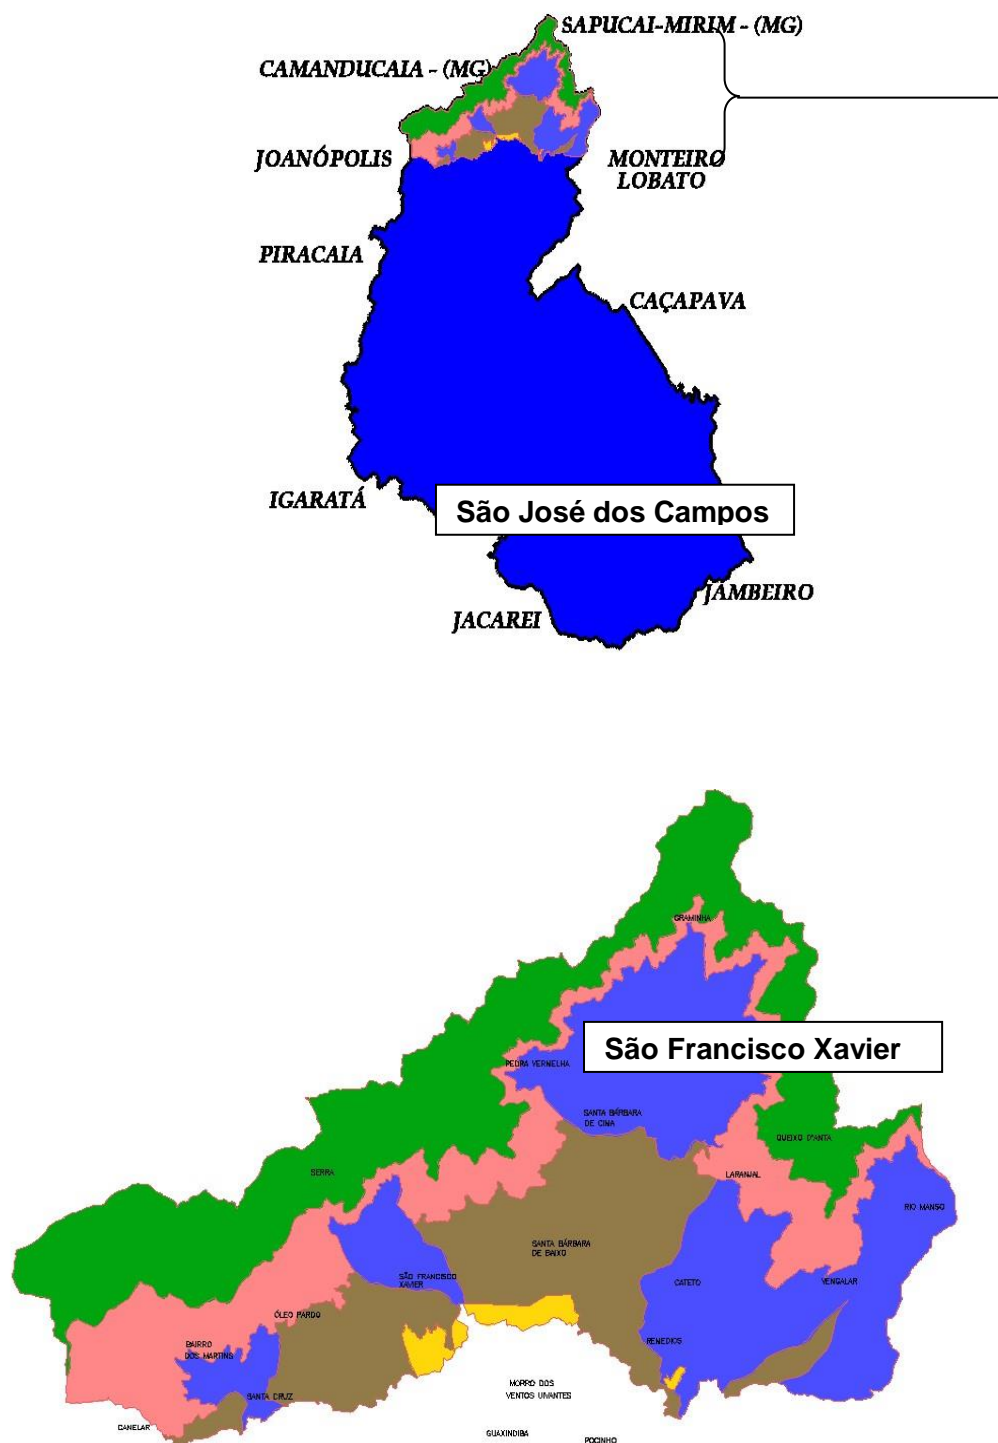 SAPUCAI-MIRIM - (MG)
CAMANDUCAIA - (MG)
JOANÓPOLIS
MONTEIRO
LOBATO
PIRACAIA
CAÇAPAVA
IGARATÁ
São José dos Campos
JAMBEIRO
JACAREI
GRAMINHA
São Francisco Xavier
PEDRA VERMELHA
SANTA BÁRBARA
DE CIMA
QUEIXO D'ANTA
SERRA
LARANJAL
RIO MANSO
SANTA BÁRBARA
DE BAIXO
SÃO FRANCISCO
XAVIER
CATETO
VENGALAR
ÓLEO PARDO
BAIRRO
DOS MARTINS
REMEDIOS
SANTA CRUZ
MORRO DOS
VENTOS UIVANTES
CANELAR
GUAXINDIBA
POCINHO